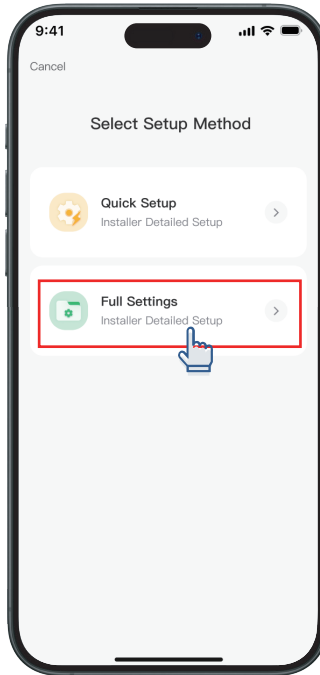 9:41
Cancel
Select Setup Method
Quick Setup
Installer Detailed Setup
Full Settings
Installer Detailed Setup